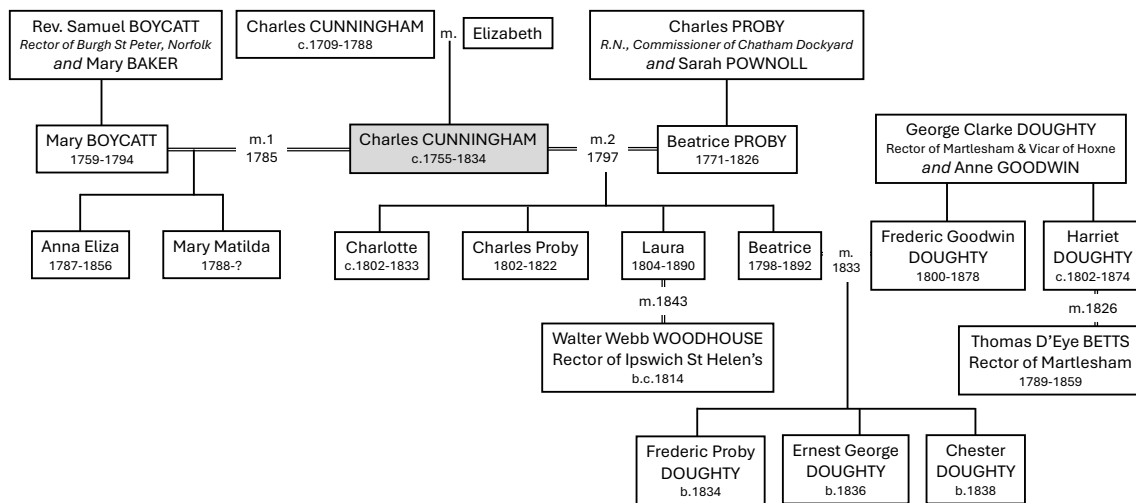 Rev. Samuel BOYCATT
Rector of Burgh St Peter, Norfolk
and Mary BAKER
Charles CUNNINGHAM
c.1709-1788
m.
Elizabeth
Charles PROBY
R.N., Commissioner of Chatham Dockyard
and Sarah POWNOLL
Mary BOYCATT
1759-1794
m.1
1785
Charles CUNNINGHAM
c.1755-1834
m.2
1797
Beatrice PROBY
1771-1826
George Clarke DOUGHTY
Rector of Martlesham & Vicar of Hoxne
and Anne GOODWIN
Anna Eliza
1787-1856
Mary Matilda
1788-?
Charlotte
c.1802-1833
Charles Proby
1802-1822
Laura
1804-1890
Beatrice
1798-1892
m.
1833
Frederic Goodwin
DOUGHTY
1800-1878
Harriet
DOUGHTY
c.1802-1874
m.1843
m.1826
Walter Webb WOODHOUSE
Rector of Ipswich St Helen's
b.c.1814
Thomas D'Eye BETTS
Rector of Martlesham
1789-1859
Frederic Proby
DOUGHTY
b.1834
Ernest George
DOUGHTY
b.1836
Chester
DOUGHTY
b.1838